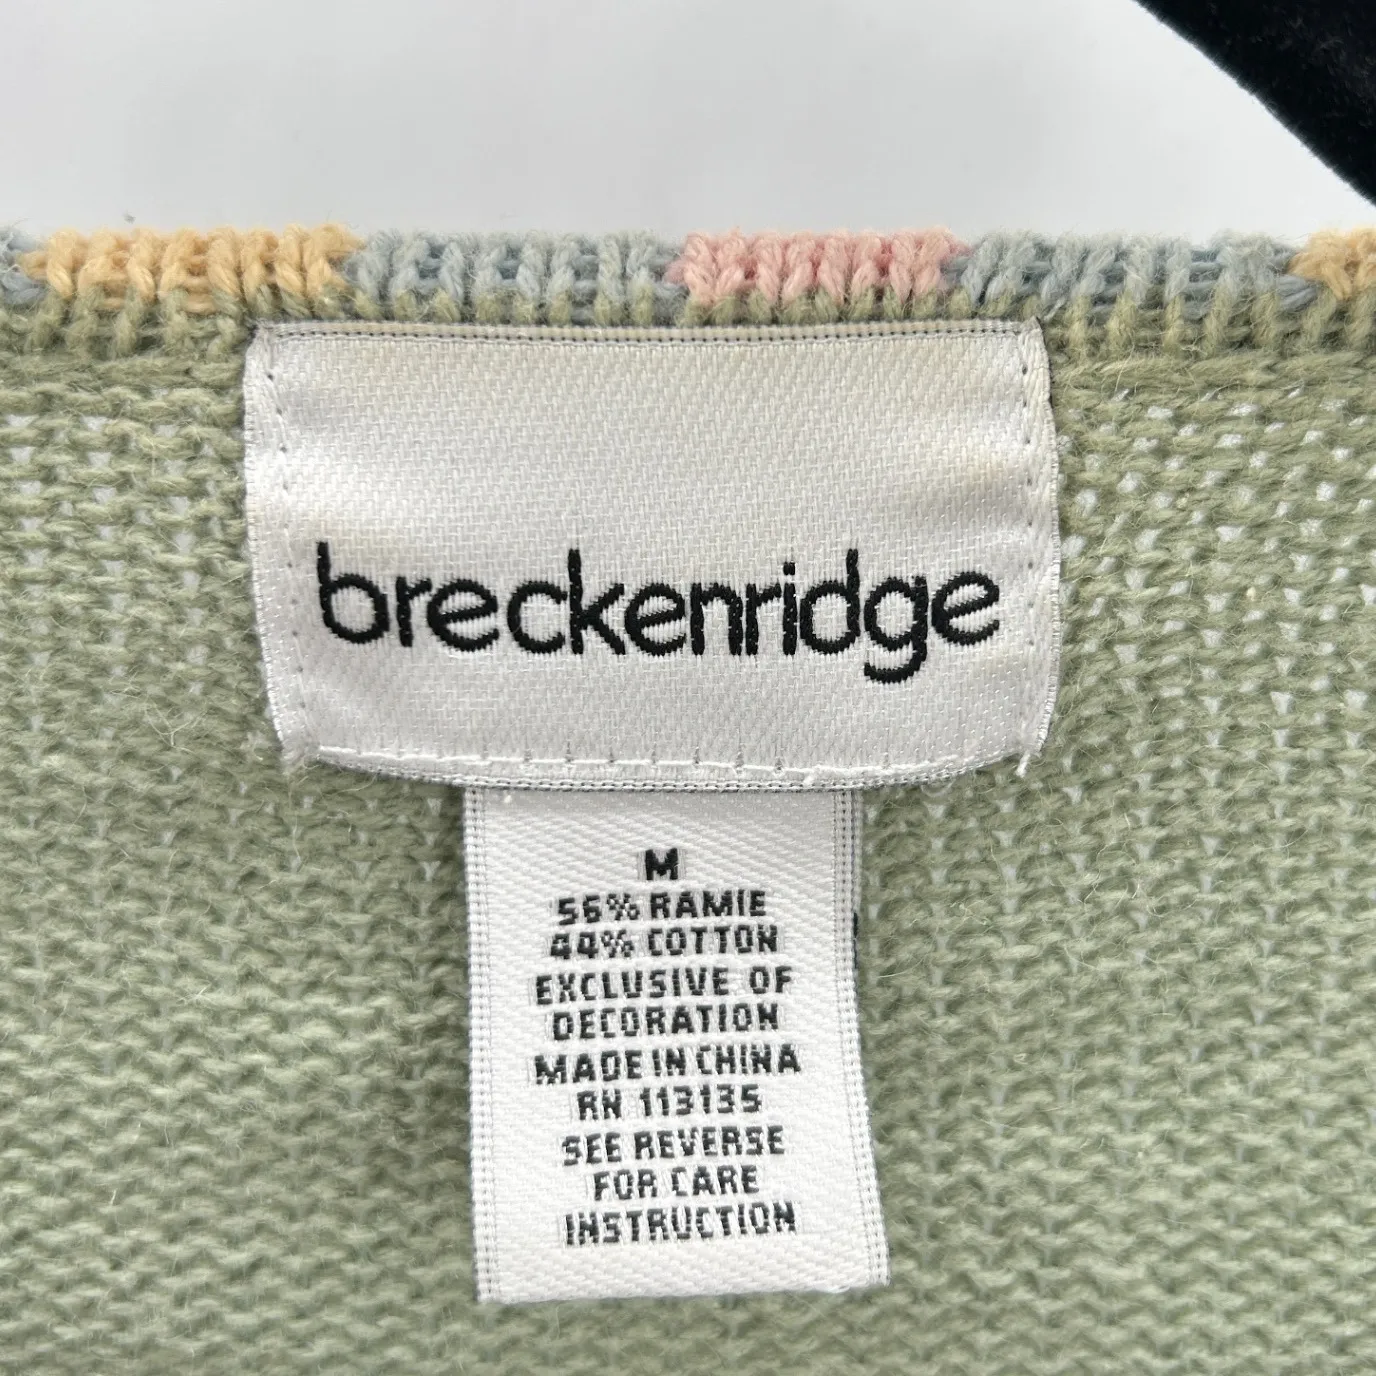 breckenridge
M
56% RAMIE
44% COTTON
EXCLUSIVE OF
DECORATION
MADE IN CHINA
RN 113135
SEE REVERSE
FOR CARE
INSTRUCTION